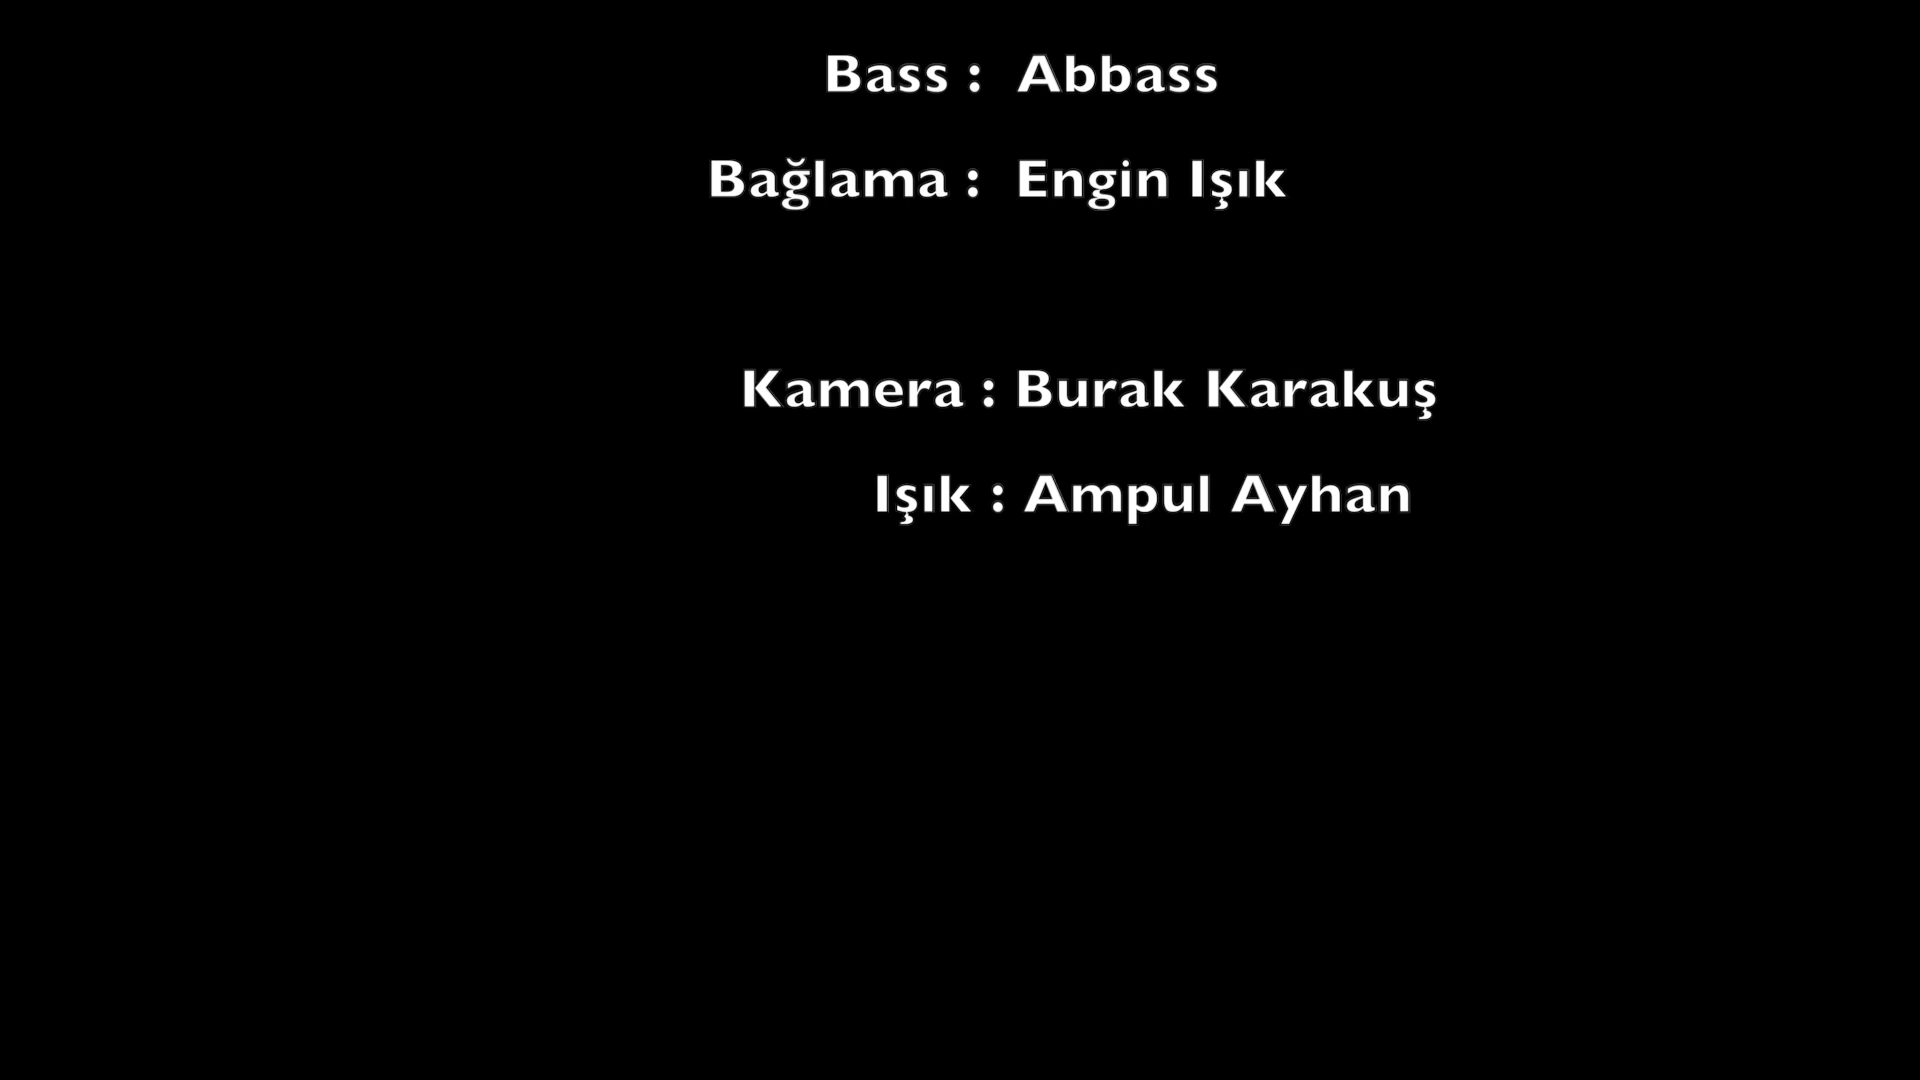 Bass :  Abbass
Bağlama :  Engin Işık
Kamera : Burak Karakuş
Işık : Ampul Ayhan